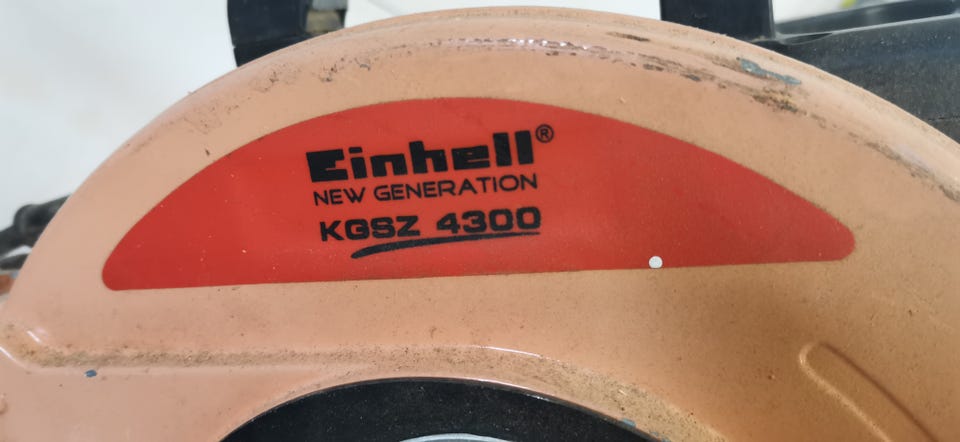 Einhell®
NEW GENERATION
KGSZ 4300